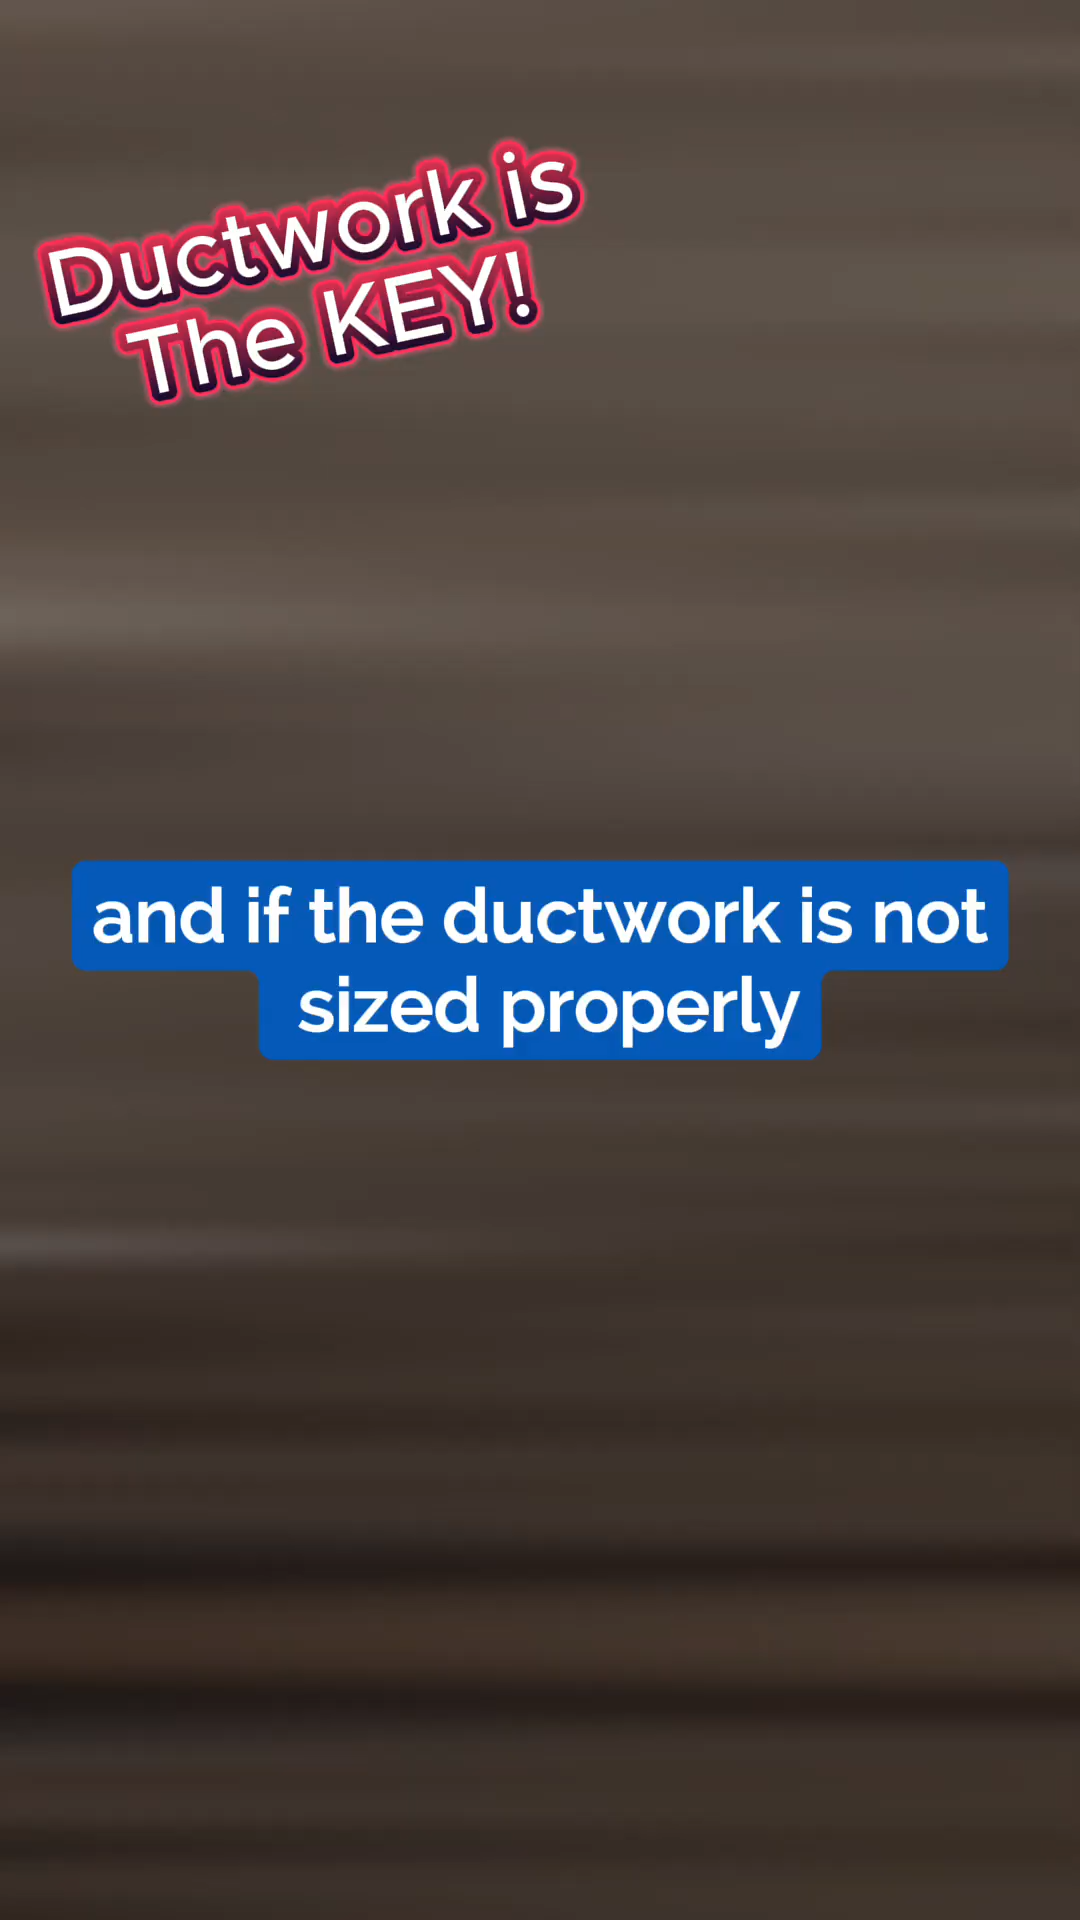 Ductwork is
The KEY!
and if the ductwork is not
sized properly